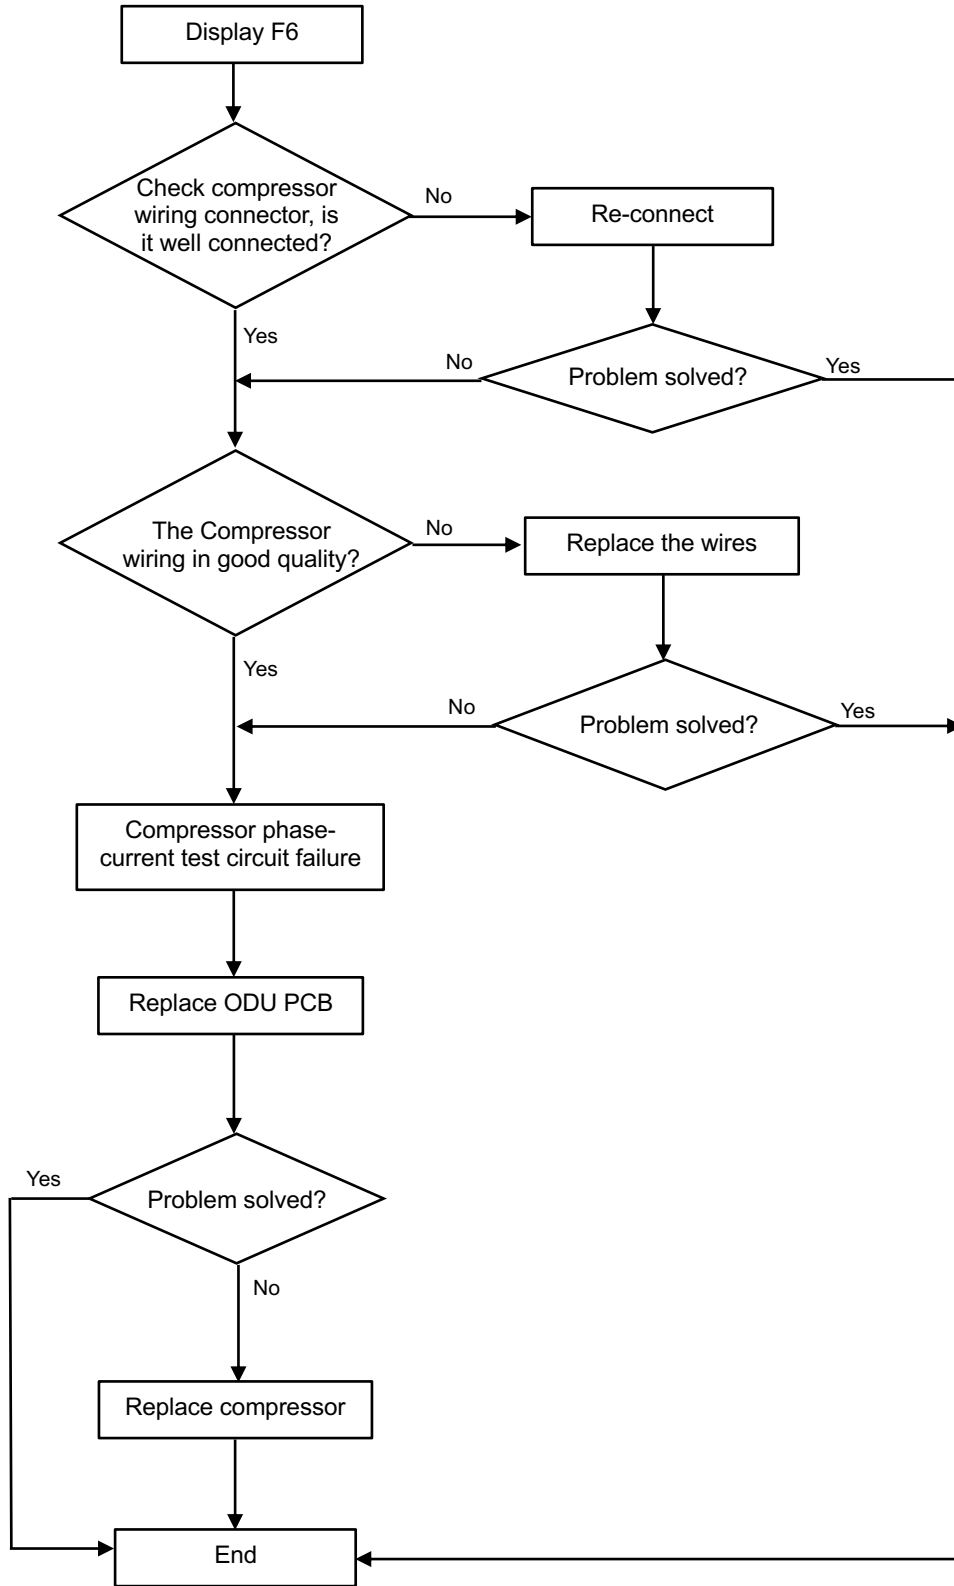 Display F6
Check compressor
wiring connector, is
it well connected?
No
Re-connect
Yes
No
Problem solved?
Yes
The Compressor
wiring in good quality?
No
Replace the wires
Yes
No
Problem solved?
Yes
Compressor phase-
current test circuit failure
Replace ODU PCB
Yes
Problem solved?
No
Replace compressor
End